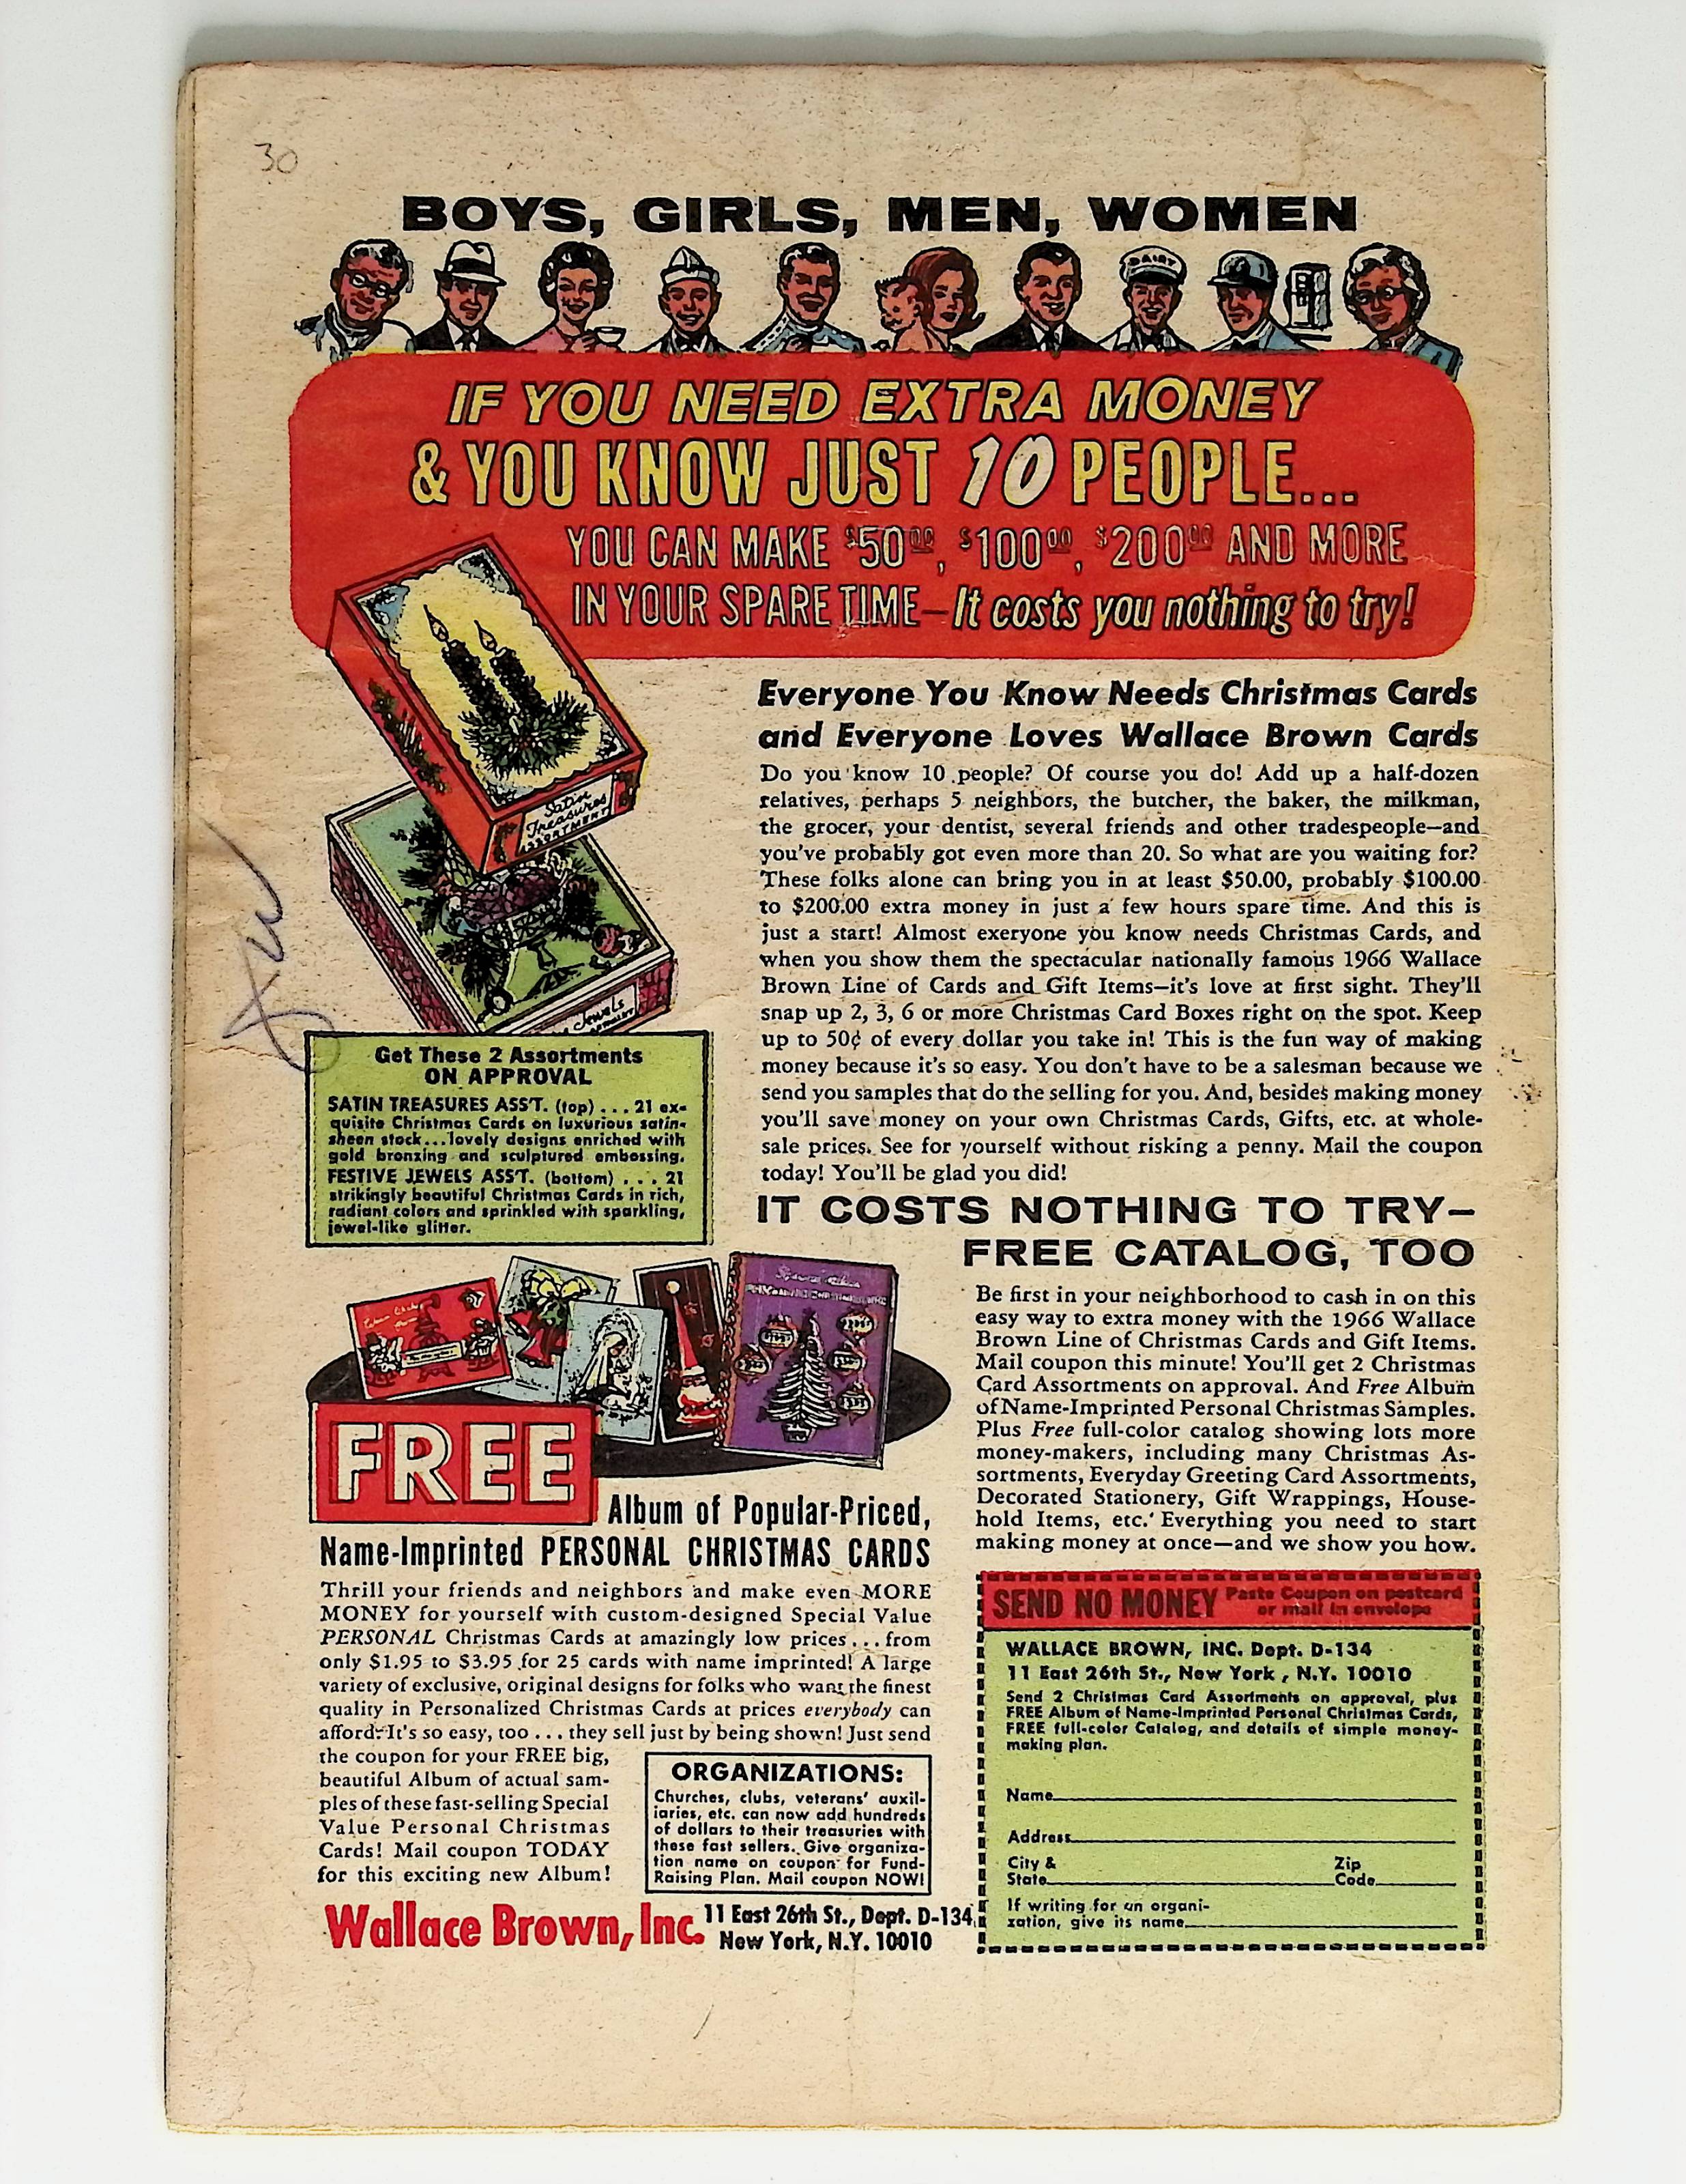 30
BOYS, GIRLS, MEN, WOMEN
DAIRY
IF YOU NEED EXTRA MONEY
& YOU KNOW JUST 10 PEOPLE...
YOU CAN MAKE $50.00, $100.00, $200.00 AND MORE
IN YOUR SPARE TIME—It costs you nothing to try!
Satin
Treasures
Jewels
Everyone You Know Needs Christmas Cards
and Everyone Loves Wallace Brown Cards
Do you know 10 people? Of course you do! Add up a half-dozen
relatives, perhaps 5 neighbors, the butcher, the baker, the milkman,
the grocer, your dentist, several friends and other tradespeople—and
you've probably got even more than 20. So what are you waiting for?
These folks alone can bring you in at least $50.00, probably $100.00
to $200.00 extra money in just a few hours spare time. And this is
just a start! Almost exeryone you know needs Christmas Cards, and
when you show them the spectacular nationally famous 1966 Wallace
Brown Line of Cards and Gift Items—it's love at first sight. They'll
snap up 2, 3, 6 or more Christmas Card Boxes right on the spot. Keep
up to 50¢ of every dollar you take in! This is the fun way of making
money because it's so easy. You don't have to be a salesman because we
send you samples that do the selling for you. And, besides making money
you'll save money on your own Christmas Cards, Gifts, etc. at whole-
sale prices. See for yourself without risking a penny. Mail the coupon
today! You'll be glad you did!
Get These 2 Assortments
ON APPROVAL
SATIN TREASURES ASS'T. (top) . . . 21 ex-
quisite Christmas Cards on luxurious satin-
sheen stock...lovely designs enriched with
gold bronzing and sculptured embossing.
FESTIVE JEWELS ASS'T. (bottom) . . . 21
strikingly beautiful Christmas Cards in rich,
radiant colors and sprinkled with sparkling,
jewel-like glitter.
IT COSTS NOTHING TO TRY—
FREE CATALOG, TOO
Be first in your neighborhood to cash in on this
easy way to extra money with the 1966 Wallace
Brown Line of Christmas Cards and Gift Items.
Mail coupon this minute! You'll get 2 Christmas
Card Assortments on approval. And Free Album
of Name-Imprinted Personal Christmas Samples.
Plus Free full-color catalog showing lots more
money-makers, including many Christmas As-
sortments, Everyday Greeting Card Assortments,
Decorated Stationery, Gift Wrappings, House-
hold Items, etc. Everything you need to start
making money at once—and we show you how.
FREE
Album of Popular-Priced,
Name-Imprinted PERSONAL CHRISTMAS CARDS
Thrill your friends and neighbors and make even MORE
MONEY for yourself with custom-designed Special Value
PERSONAL Christmas Cards at amazingly low prices . . . from
only $1.95 to $3.95 for 25 cards with name imprinted! A large
variety of exclusive, original designs for folks who want the finest
quality in Personalized Christmas Cards at prices everybody can
afford. It's so easy, too . . . they sell just by being shown! Just send
the coupon for your FREE big,
beautiful Album of actual sam-
ples of these fast-selling Special
Value Personal Christmas
Cards! Mail coupon TODAY
for this exciting new Album!
ORGANIZATIONS:
Churches, clubs, veterans' auxil-
iaries, etc. can now add hundreds
of dollars to their treasuries with
these fast sellers. Give organiza-
tion name on coupon for Fund-
Raising Plan. Mail coupon NOW!
Wallace Brown, Inc. 11 East 26th St., Dept. D-134
New York, N.Y. 10010
SEND NO MONEY Paste Coupon on postcard
or mail in envelope
WALLACE BROWN, INC. Dept. D-134
11 East 26th St., New York, N.Y. 10010
Send 2 Christmas Card Assortments on approval, plus
FREE Album of Name-Imprinted Personal Christmas Cards,
FREE full-color Catalog, and details of simple money-
making plan.
Name
Address
City & State Zip Code
If writing for an organi-
zation, give its name